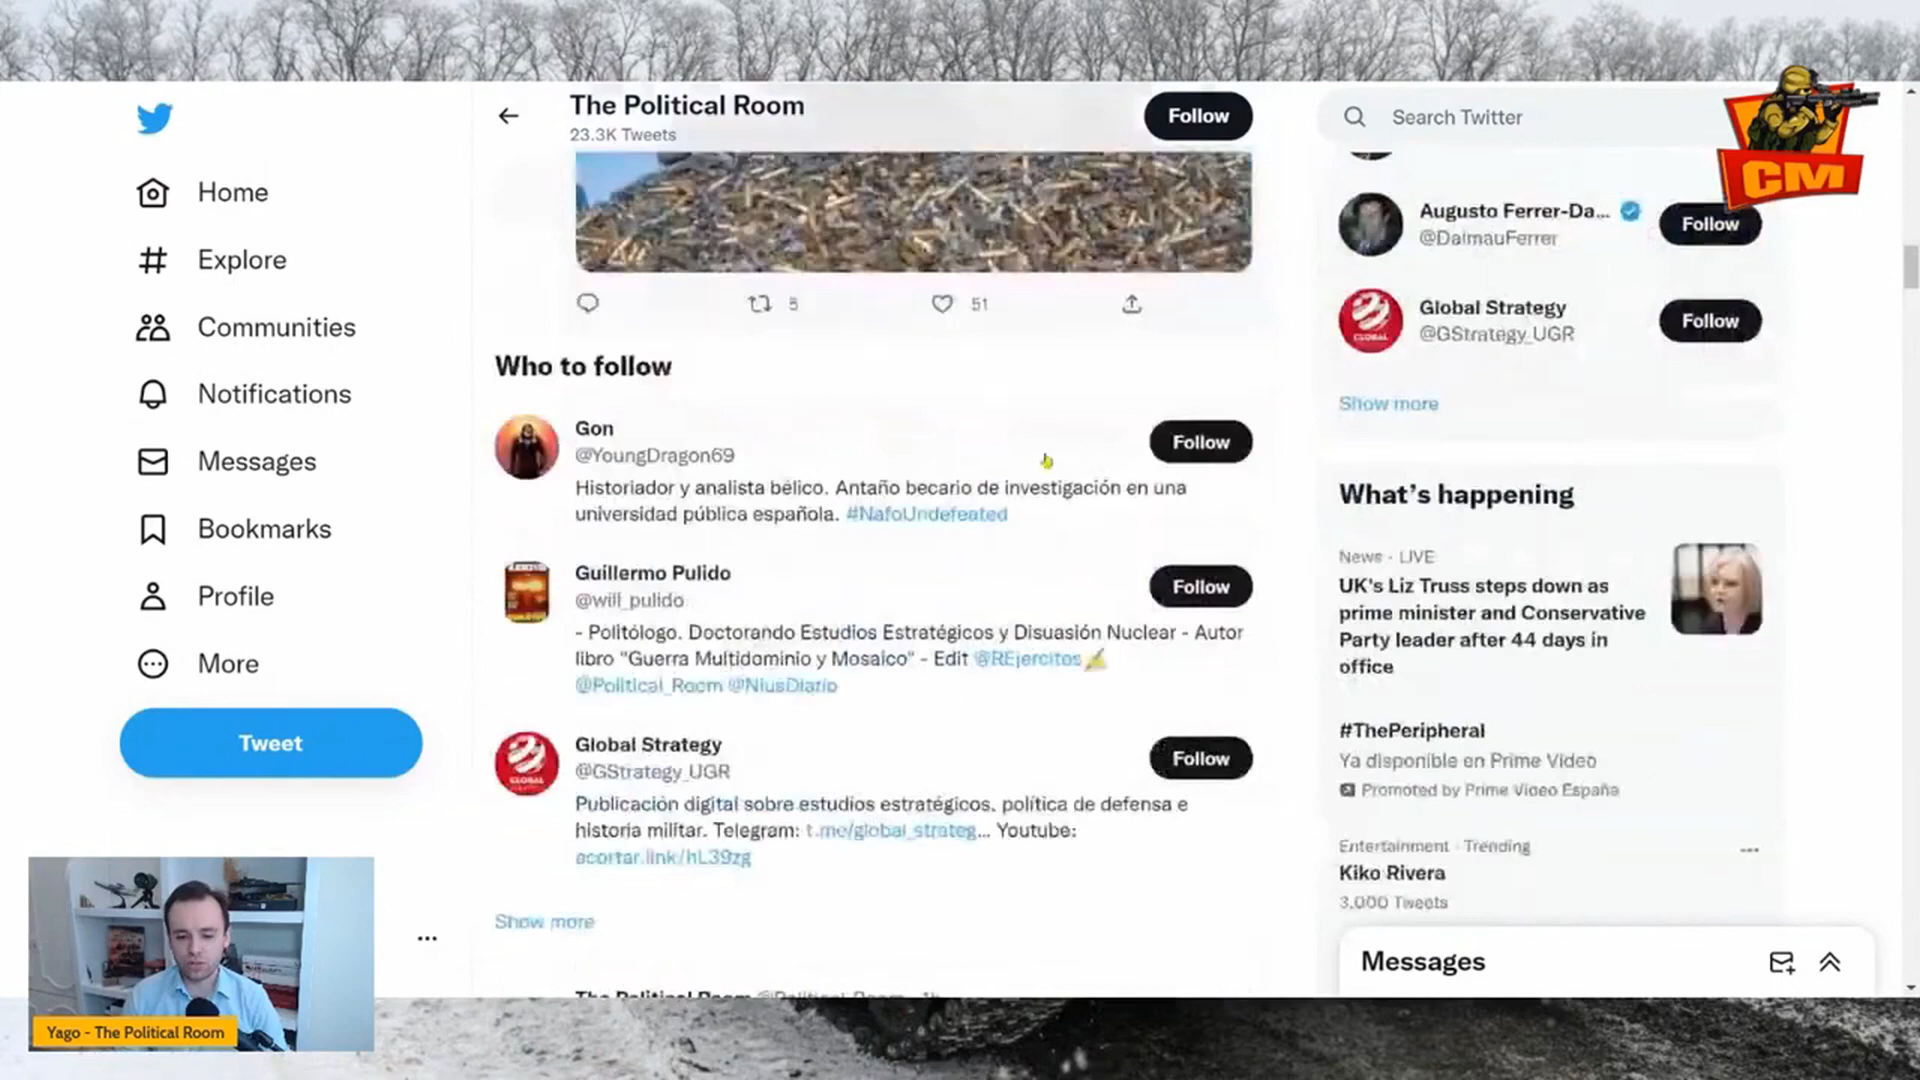 The Political Room
23.3K Tweets
Follow
Search Twitter
CM
Home
Explore
Communities
Notifications
Messages
Bookmarks
Profile
More
Tweet
5
51
Who to follow
Gon
@YoungDragon69
Follow
Historiador y analista bélico. Antaño becario de investigación en una
universidad pública española. #NafoUndefeated
Guillermo Pulido
@will_pulido
Follow
- Politólogo. Doctorando Estudios Estratégicos y Disuasión Nuclear - Autor
libro "Guerra Multidominio y Mosaico" - Edit @REjercitos
@Political_Room @NiusDiario
Global Strategy
@GStrategy_UGR
Follow
Publicación digital sobre estudios estratégicos, política de defensa e
historia militar. Telegram: t.me/global_strateg... Youtube:
acortar.link/hL39zg
Show more
The Political Room @Political_Room · 1h
Augusto Ferrer-Da...
@DalmauFerrer
Follow
Global Strategy
@GStrategy_UGR
Follow
GLOBAL
Show more
What's happening
News · LIVE
UK's Liz Truss steps down as
prime minister and Conservative
Party leader after 44 days in
office
#ThePeripheral
Ya disponible en Prime Video
Promoted by Prime Video España
Entertainment · Trending
Kiko Rivera
3,000 Tweets
Messages
Yago - The Political Room